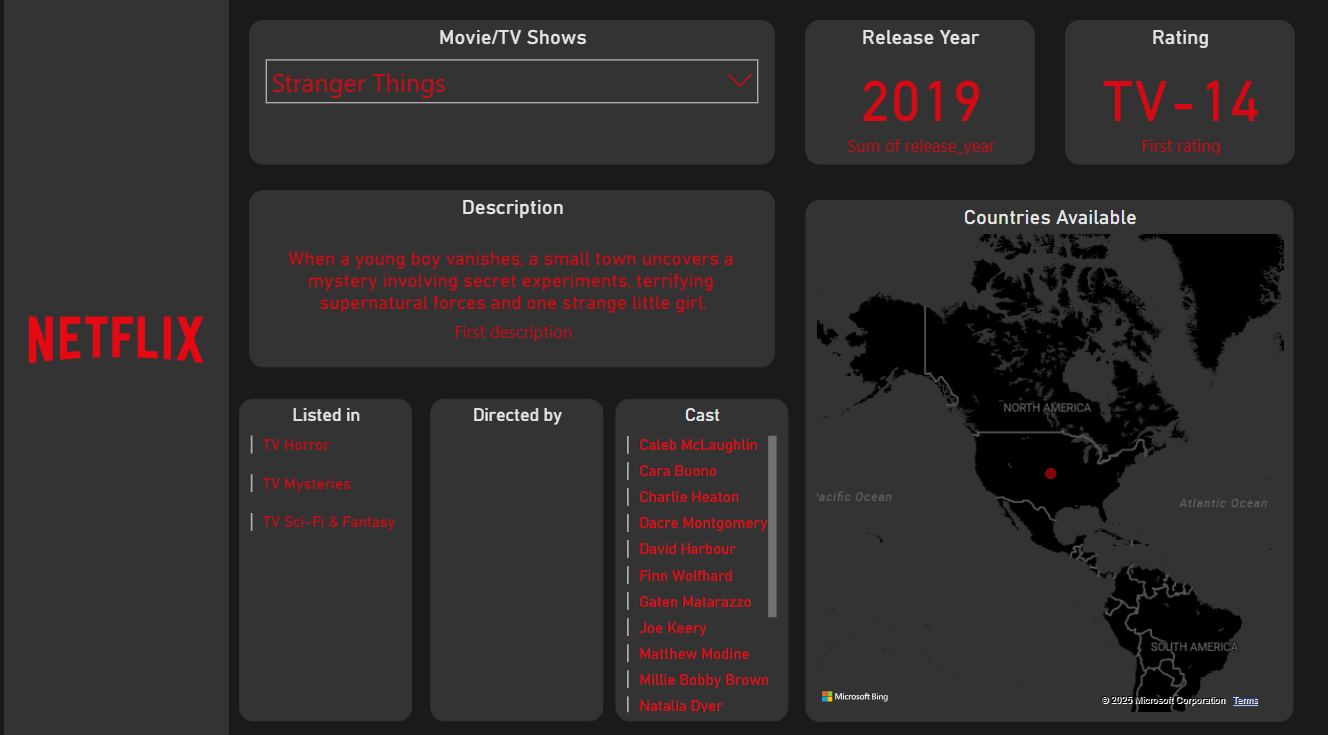 NETFLIX
Movie/TV Shows
Stranger Things
Release Year
2019
Sum of release_year
Rating
TV-14
First rating
Description
When a young boy vanishes, a small town uncovers a
mystery involving secret experiments, terrifying
supernatural forces and one strange little girl.
First description
Listed in
TV Horror
TV Mysteries
TV Sci-Fi & Fantasy
Directed by
Cast
Caleb McLaughlin
Cara Buono
Charlie Heaton
Dacre Montgomery
David Harbour
Finn Wolfhard
Gaten Matarazzo
Joe Keery
Matthew Modine
Millie Bobby Brown
Natalia Dyer
Countries Available
NORTH AMERICA
acific Ocean
Atlantic Ocean
SOUTH AMERICA
Microsoft Bing
© 2025 Microsoft Corporation Terms